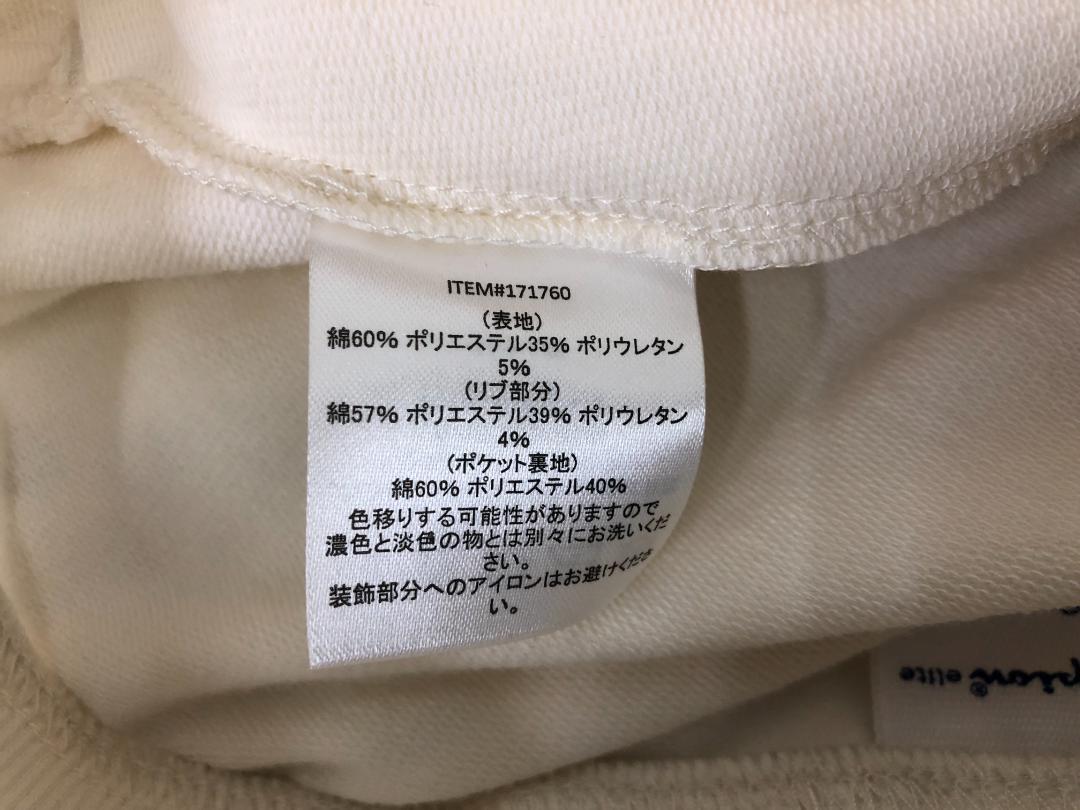 ITEM#171760
(表地)
綿60% ポリエステル35% ポリウレタン
5%
(リブ部分)
綿57% ポリエステル39% ポリウレタン
4%
(ポケット裏地)
綿60% ポリエステル40%
色移りする可能性がありますので
濃色と淡色の物とは別々にお洗いくだ
さい。
装飾部分へのアイロンはお避けくださ
い。
pion® elite